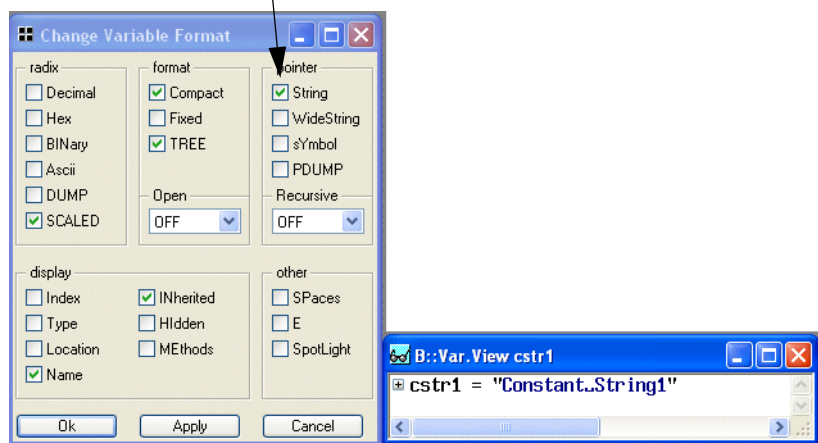 Change Variable Format
radix format pointer
Decimal Compact String
Hex Fixed WideString
BINary TREE sYmbol
Ascii PDUMP
DUMP Open Recursive
SCALED OFF OFF
display other
Index INherited SPaces
Type HIdden E
Location MEthods SpotLight
Name
Ok Apply Cancel
B::Var.View cstr1
cstr1 = "Constant␣String1"